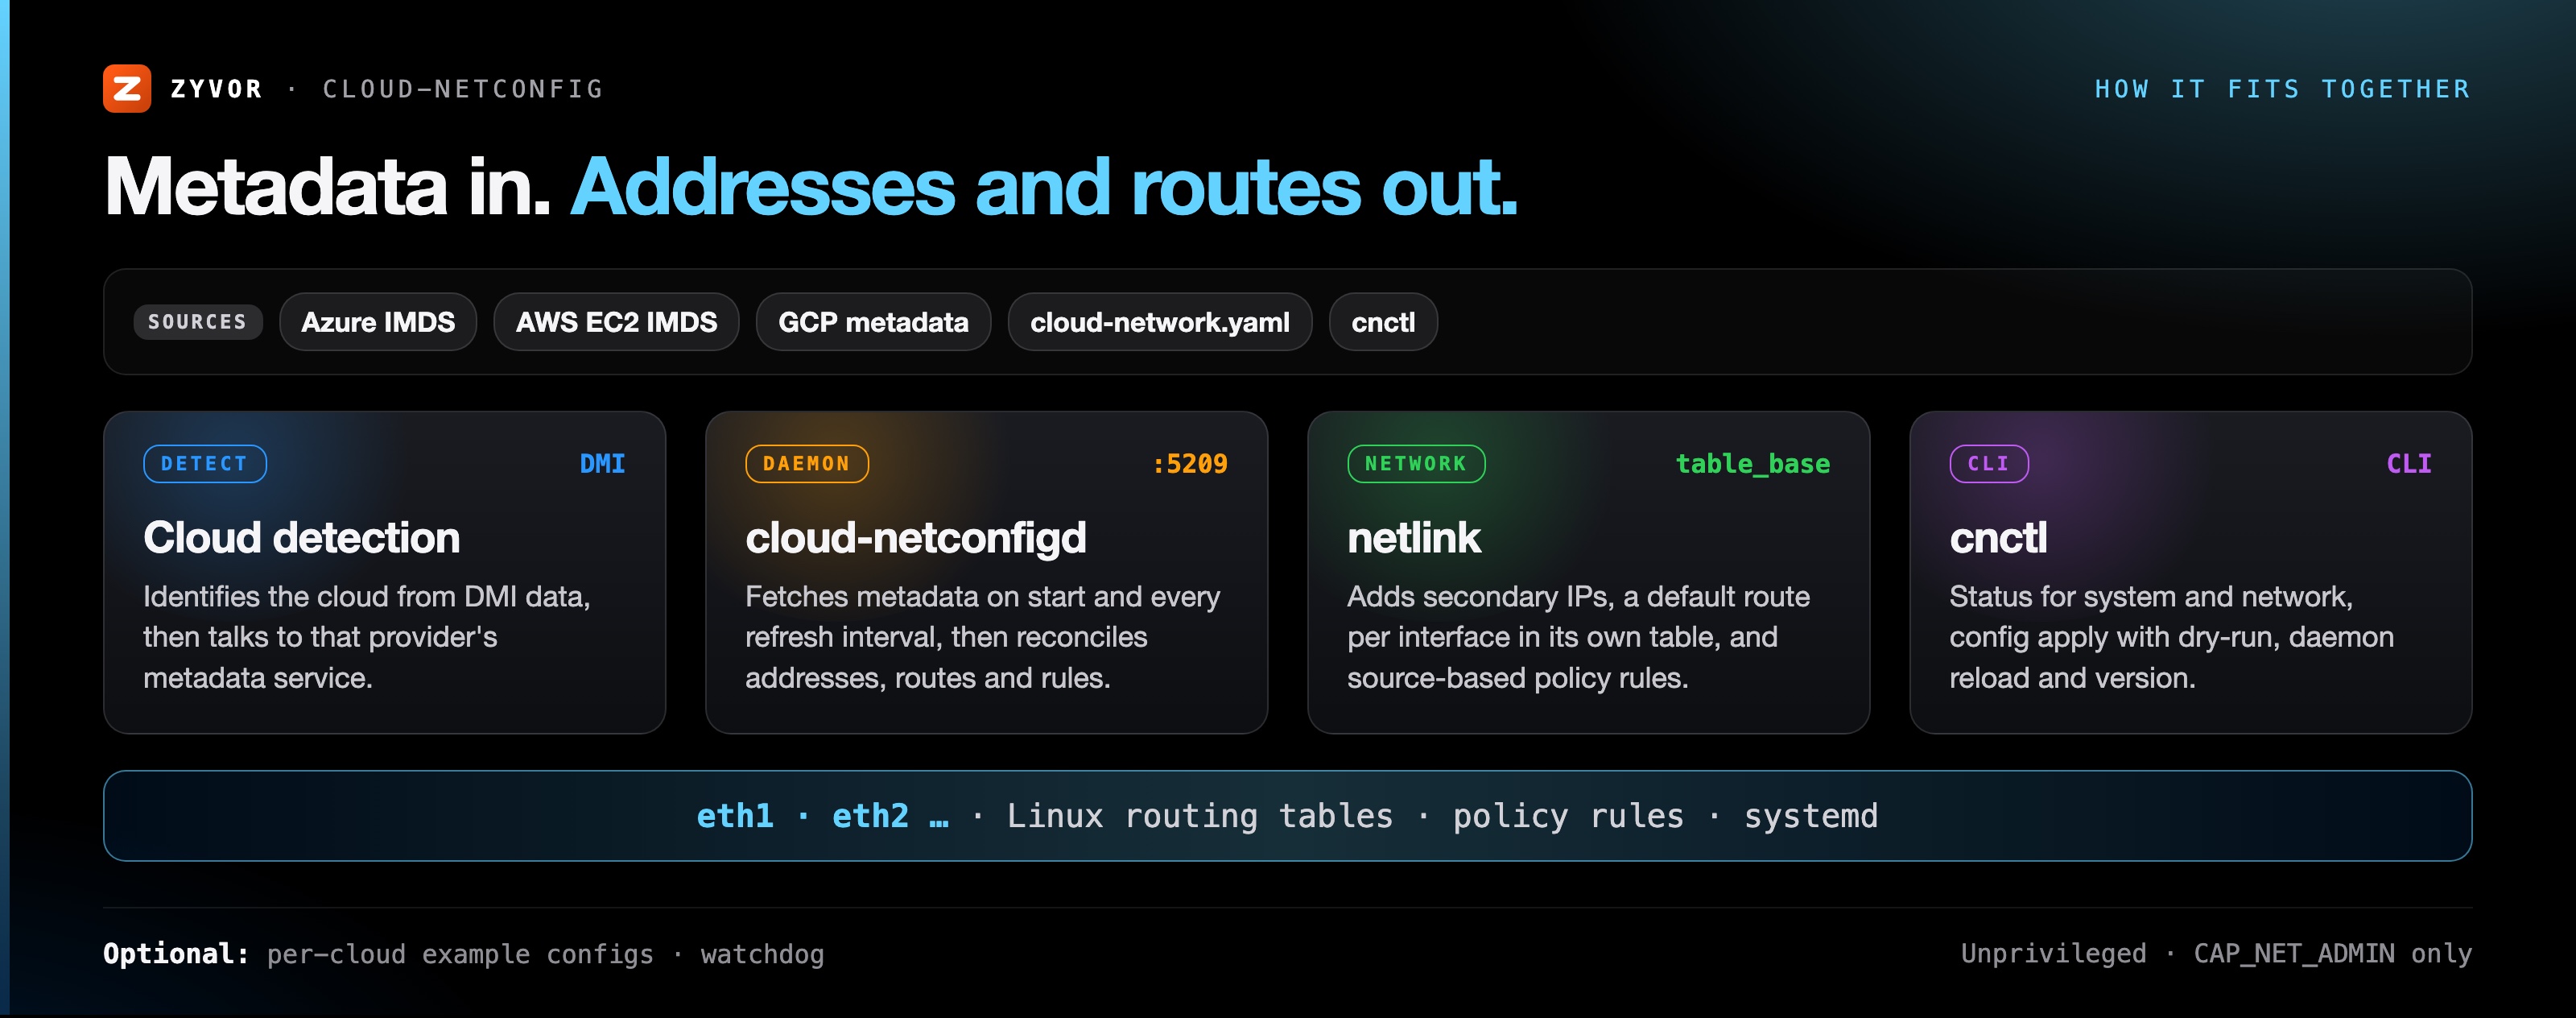 ZYVOR · CLOUD-NETCONFIG
HOW IT FITS TOGETHER
Metadata in. Addresses and routes out.
SOURCES Azure IMDS AWS EC2 IMDS GCP metadata cloud-network.yaml cnctl
DETECT DMI
Cloud detection
Identifies the cloud from DMI data,
then talks to that provider's
metadata service.
DAEMON :5209
cloud-netconfigd
Fetches metadata on start and every
refresh interval, then reconciles
addresses, routes and rules.
NETWORK table_base
netlink
Adds secondary IPs, a default route
per interface in its own table, and
source-based policy rules.
CLI CLI
cnctl
Status for system and network,
config apply with dry-run, daemon
reload and version.
eth1 · eth2 … · Linux routing tables · policy rules · systemd
Optional: per-cloud example configs · watchdog
Unprivileged · CAP_NET_ADMIN only